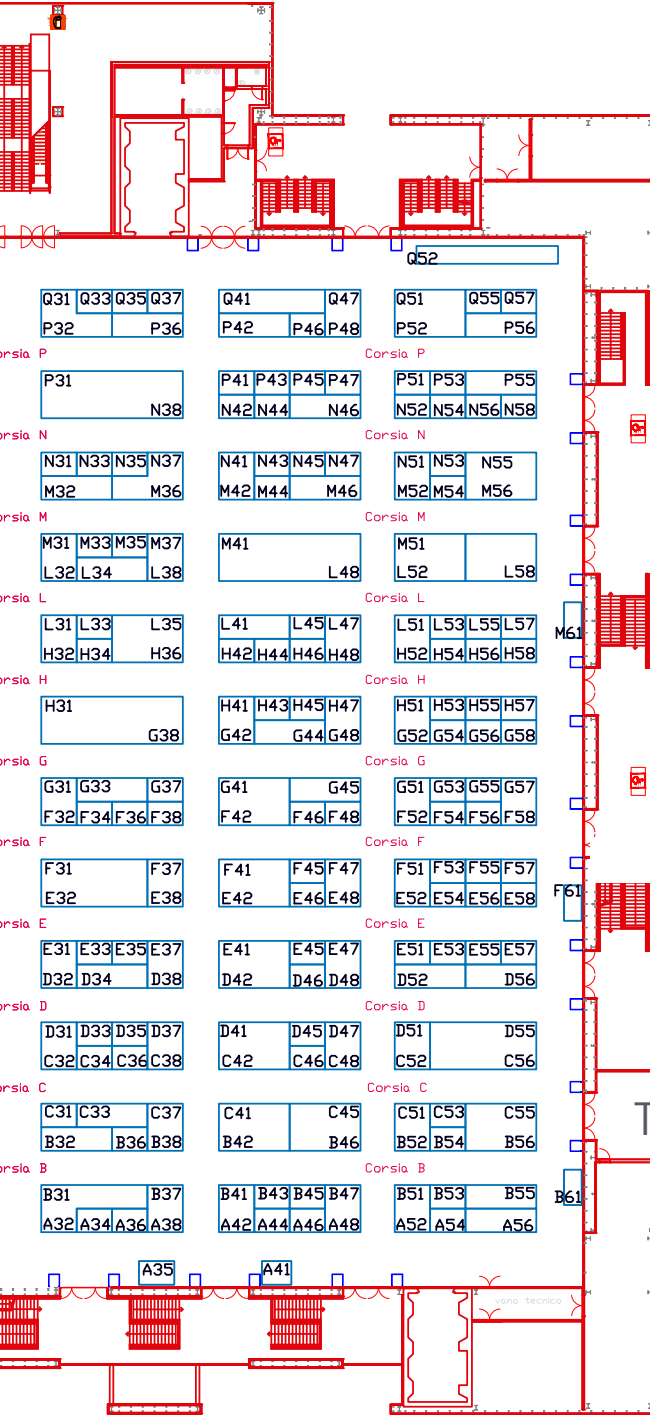 Q52
Q31 Q33 Q35 Q37 Q41 Q47 Q51 Q55 Q57
P32 P36 P42 P46 P48 P52 P56
orsia P Corsia P
P31 P41 P43 P45 P47 P51 P53 P55
N38 N42 N44 N46 N52 N54 N56 N58
orsia N Corsia N
N31 N33 N35 N37 N41 N43 N45 N47 N51 N53 N55
M32 M36 M42 M44 M46 M52 M54 M56
orsia M Corsia M
M31 M33 M35 M37 M41 M51
L32 L34 L38 L48 L52 L58
orsia L Corsia L
L31 L33 L35 L41 L45 L47 L51 L53 L55 L57
M61
H32 H34 H36 H42 H44 H46 H48 H52 H54 H56 H58
orsia H Corsia H
H31 H41 H43 H45 H47 H51 H53 H55 H57
G38 G42 G44 G48 G52 G54 G56 G58
orsia G Corsia G
G31 G33 G37 G41 G45 G51 G53 G55 G57
F32 F34 F36 F38 F42 F46 F48 F52 F54 F56 F58
orsia F Corsia F
F31 F37 F41 F45 F47 F51 F53 F55 F57
F61
E32 E38 E42 E46 E48 E52 E54 E56 E58
orsia E Corsia E
E31 E33 E35 E37 E41 E45 E47 E51 E53 E55 E57
D32 D34 D38 D42 D46 D48 D52 D56
orsia D Corsia D
D31 D33 D35 D37 D41 D45 D47 D51 D55
C32 C34 C36 C38 C42 C46 C48 C52 C56
orsia C Corsia C
C31 C33 C37 C41 C45 C51 C53 C55
T
B32 B36 B38 B42 B46 B52 B54 B56
orsia B Corsia B
B31 B37 B41 B43 B45 B47 B51 B53 B55
B61
A32 A34 A36 A38 A42 A44 A46 A48 A52 A54 A56
A35 A41
vano tecnico